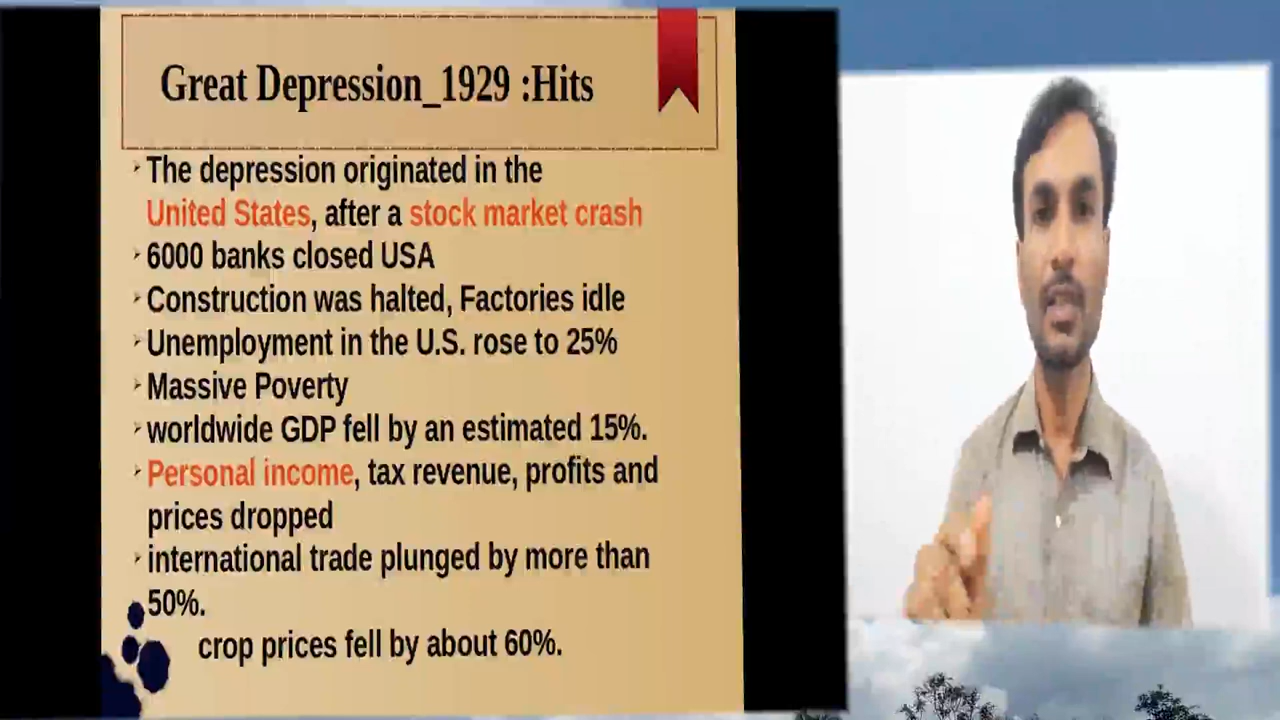 Great Depression_1929 :Hits
The depression originated in the
United States, after a stock market crash
6000 banks closed USA
Construction was halted, Factories idle
Unemployment in the U.S. rose to 25%
Massive Poverty
worldwide GDP fell by an estimated 15%.
Personal income, tax revenue, profits and
prices dropped
international trade plunged by more than
50%.
crop prices fell by about 60%.